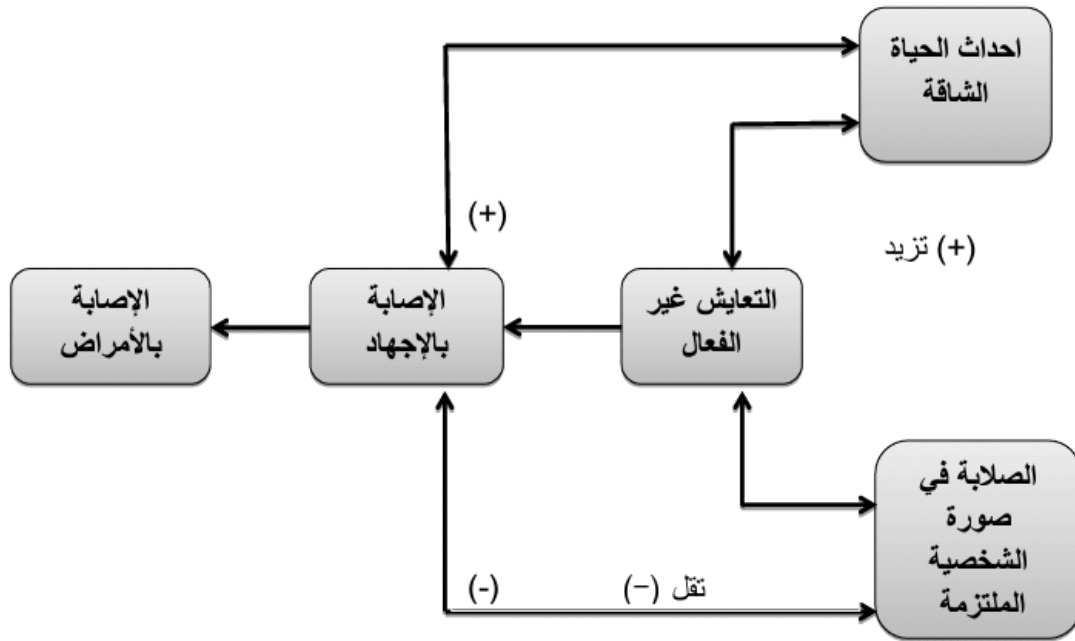 احداث الحياة
الشاقة
(+)
(+) تزيد
التعايش غير
الفعال
الإصابة
بالإجهاد
الإصابة
بالأمراض
الصلابة في
صورة
الشخصية
الملتزمة
تقل (−)
(-)